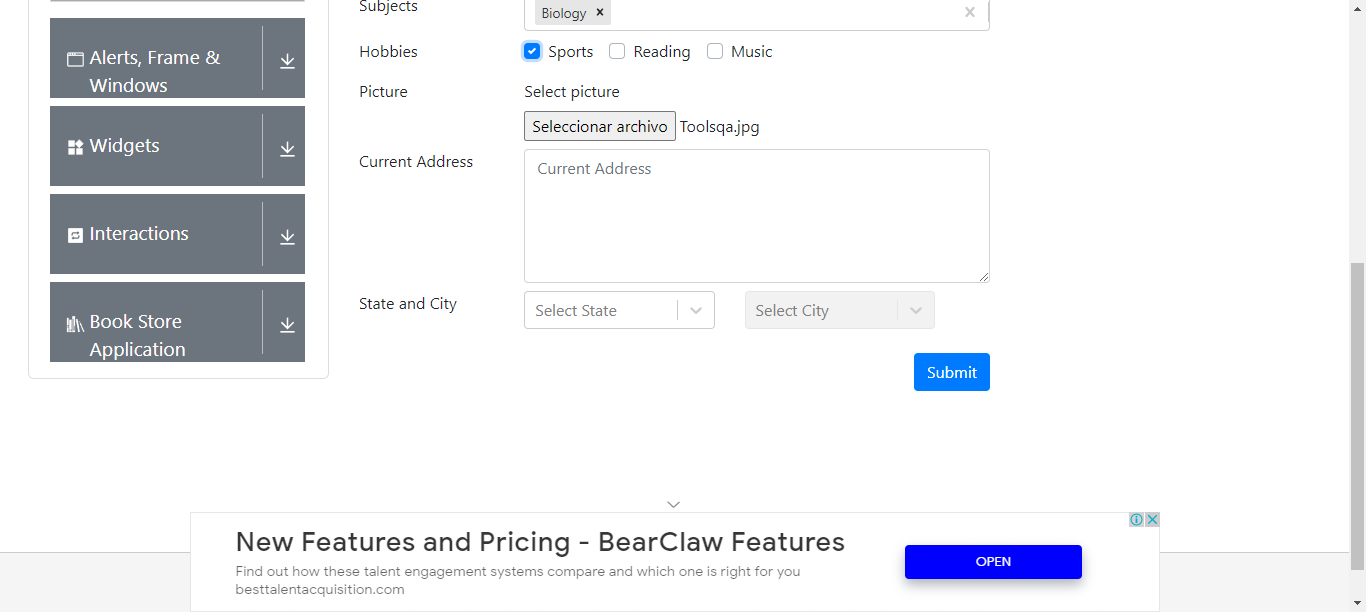 Subjects
Biology ×
Alerts, Frame &
Windows
Hobbies
Sports
Reading
Music
Picture
Select picture
Seleccionar archivo Toolsqa.jpg
Widgets
Current Address
Current Address
Interactions
State and City
Select State
Select City
Book Store
Application
Submit
New Features and Pricing - BearClaw Features
Find out how these talent engagement systems compare and which one is right for you
besttalentacquisition.com
OPEN